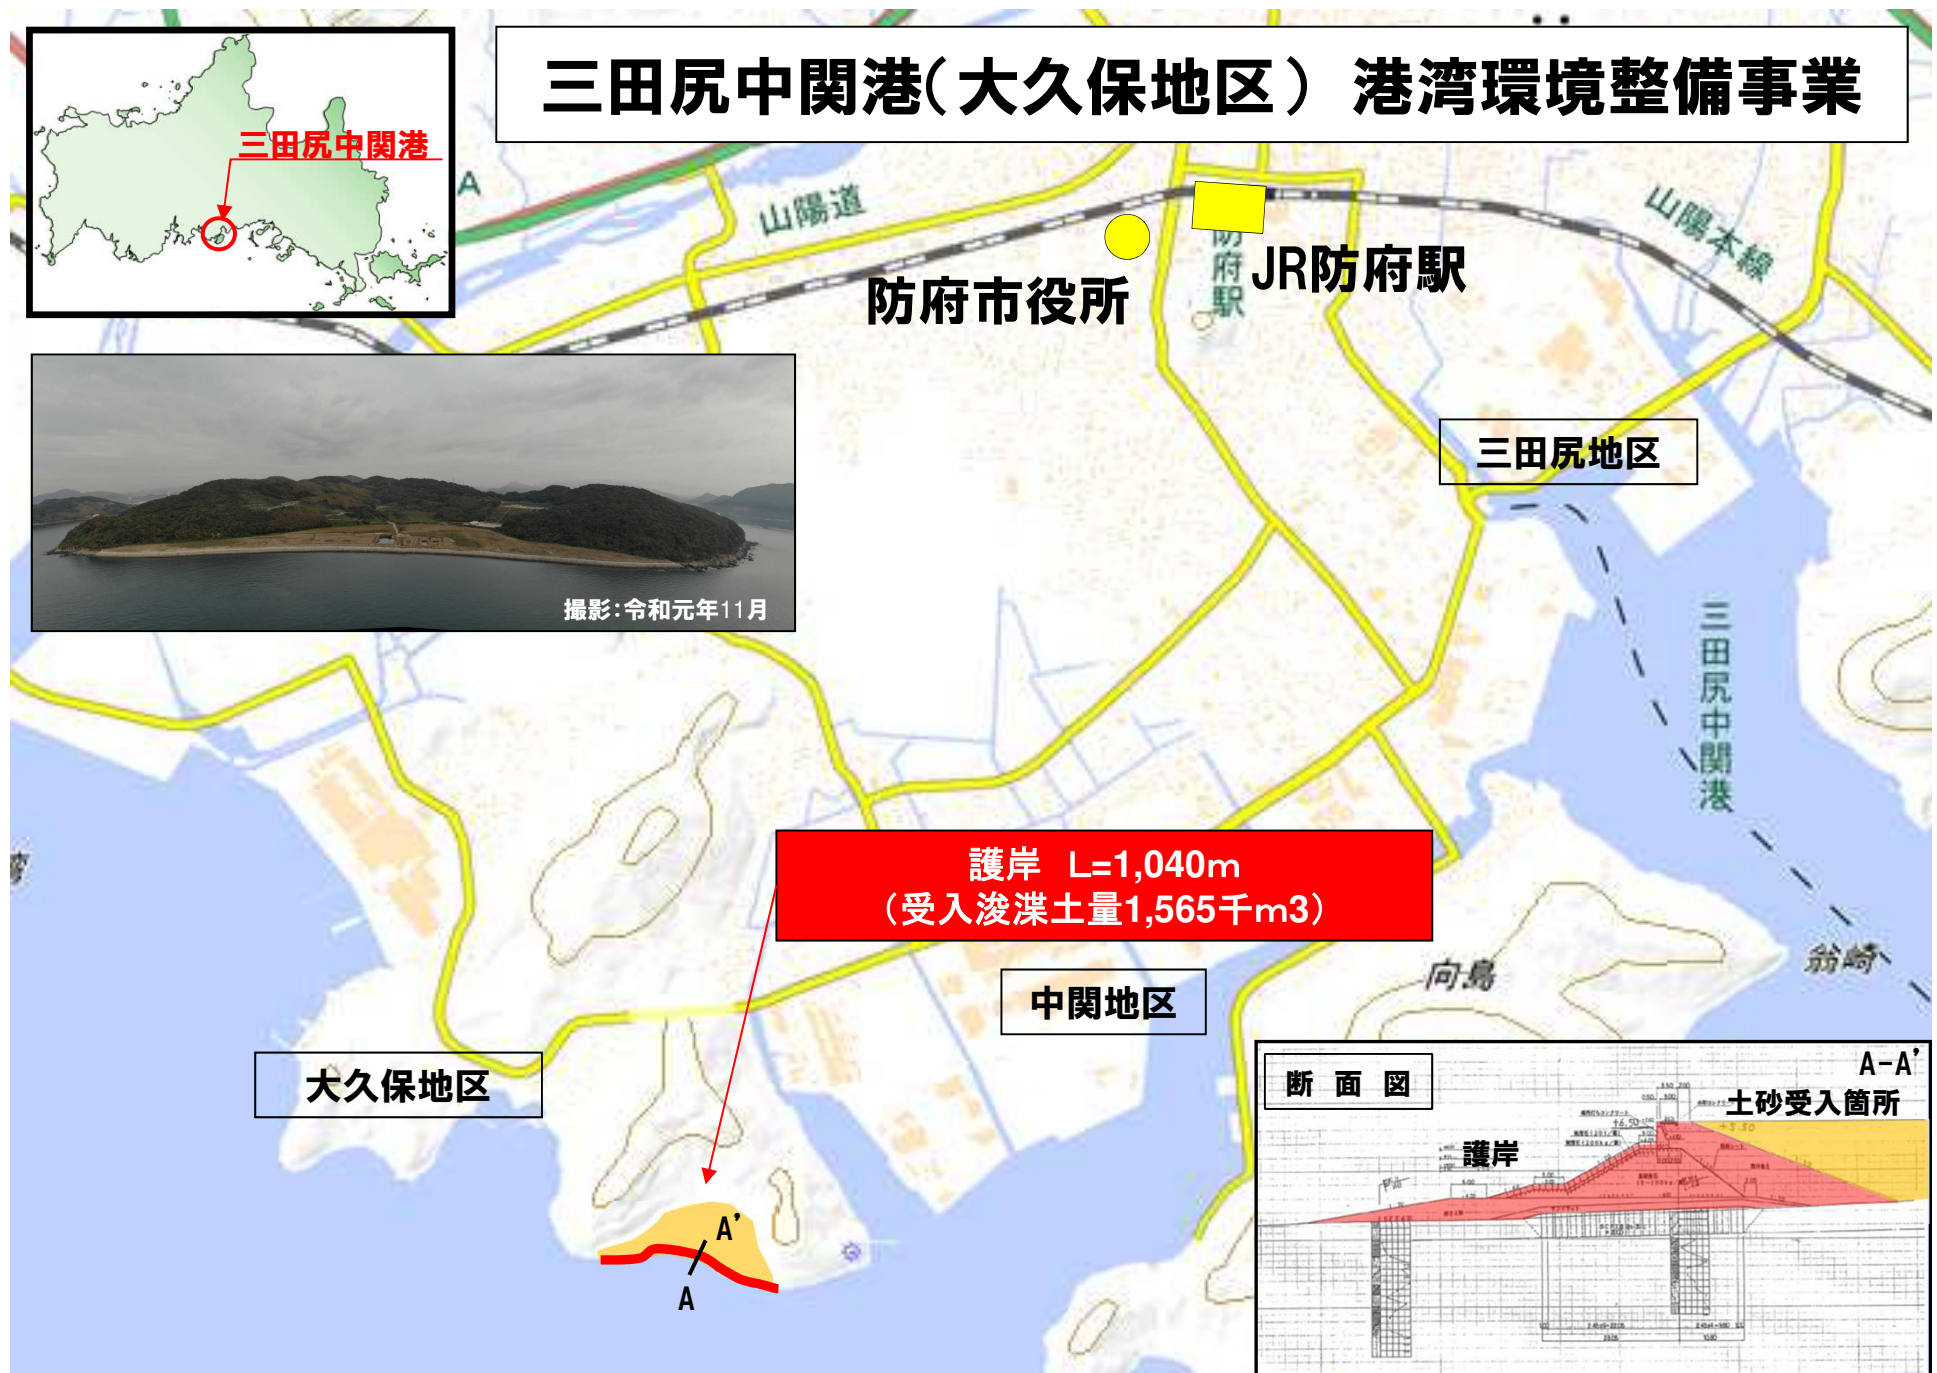 三田尻中関港(大久保地区) 港湾環境整備事業
三田尻中関港
A
山陽道
山陽本線
防府駅
JR防府駅
防府市役所
三田尻地区
撮影:令和元年11月
三田尻中関港
護岸 L=1,040m
(受入浚渫土量1,565千m3)
向島
翁崎
中関地区
大久保地区
A'
A
断面図
A-A'
土砂受入箇所
護岸
+6.50